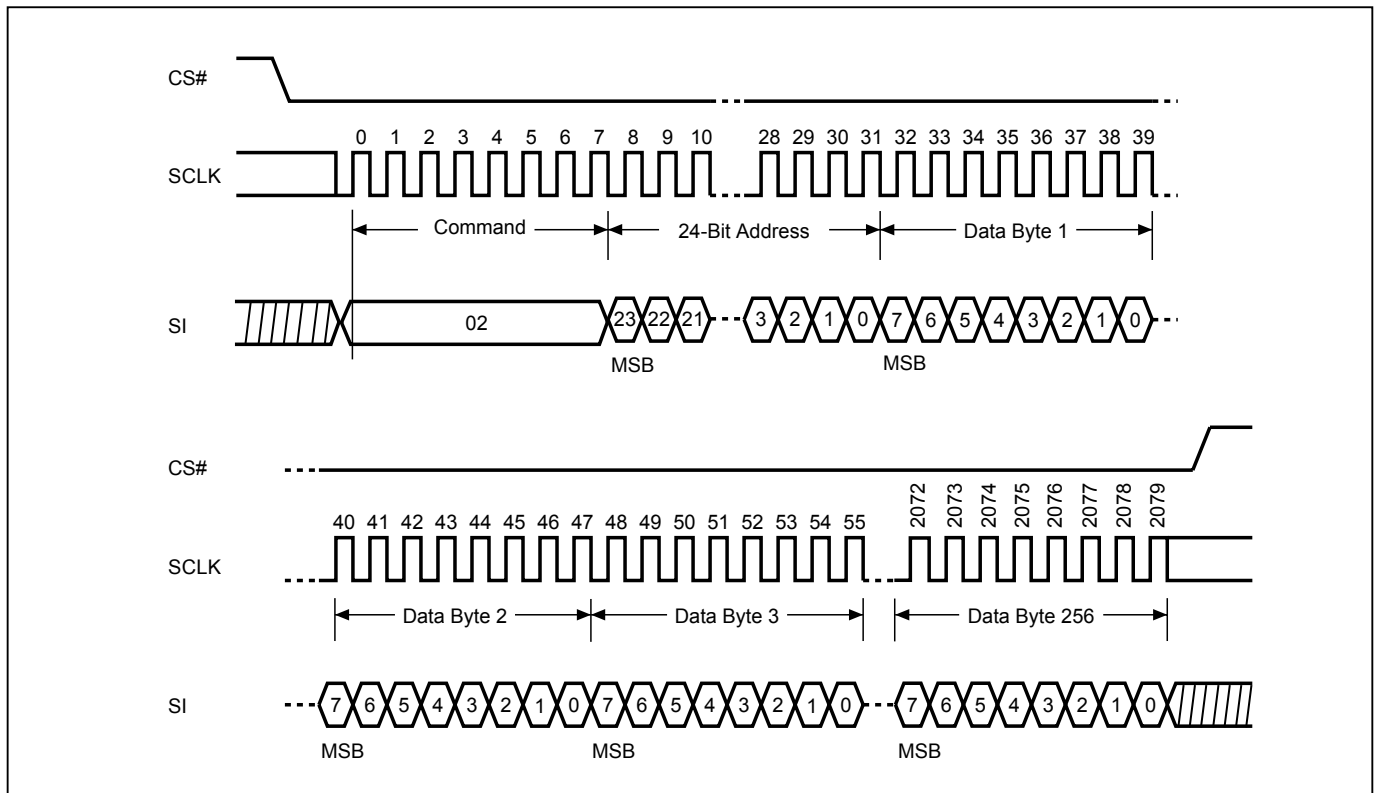 CS#
0 1 2 3 4 5 6 7 8 9 10 28 29 30 31 32 33 34 35 36 37 38 39
SCLK
Command 24-Bit Address Data Byte 1
SI 02 23 22 21 3 2 1 0 7 6 5 4 3 2 1 0
MSB MSB
CS#
2072 2073 2074 2075 2076 2077 2078 2079
40 41 42 43 44 45 46 47 48 49 50 51 52 53 54 55
SCLK
Data Byte 2 Data Byte 3 Data Byte 256
SI 7 6 5 4 3 2 1 0 7 6 5 4 3 2 1 0 7 6 5 4 3 2 1 0
MSB MSB MSB